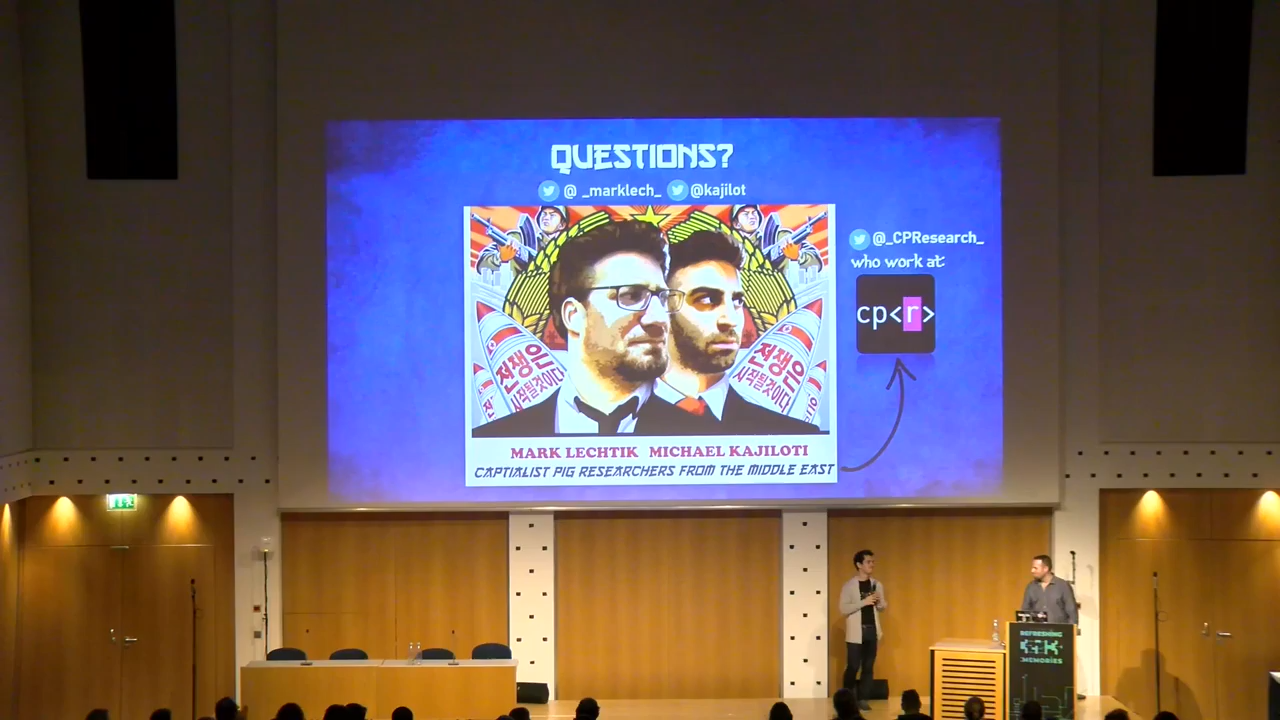 QUESTIONS?
@ _marklech_ @kajilot
@_CPResearch_
who work at
cp<r>
전쟁은
시작될것이다
전쟁은
시작될것이다
MARK LECHTIK MICHAEL KAJILOTI
CAPTIALIST PIG RESEARCHERS FROM THE MIDDLE EAST
REFRESHING
MEMORIES